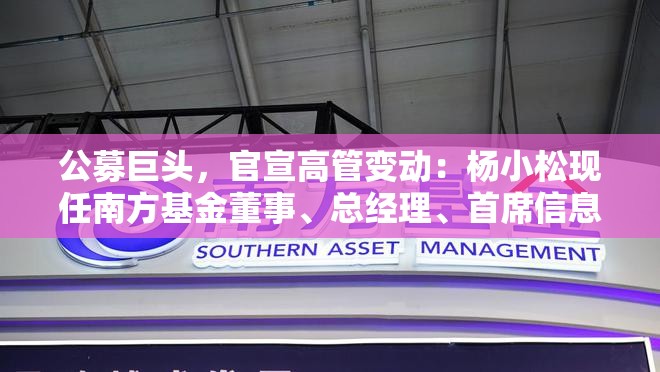 公募巨头，官宣高管变动：杨小松现
任南方基金董事、总经理、首席信息
SOUTHERN ASSET MANAGEMENT